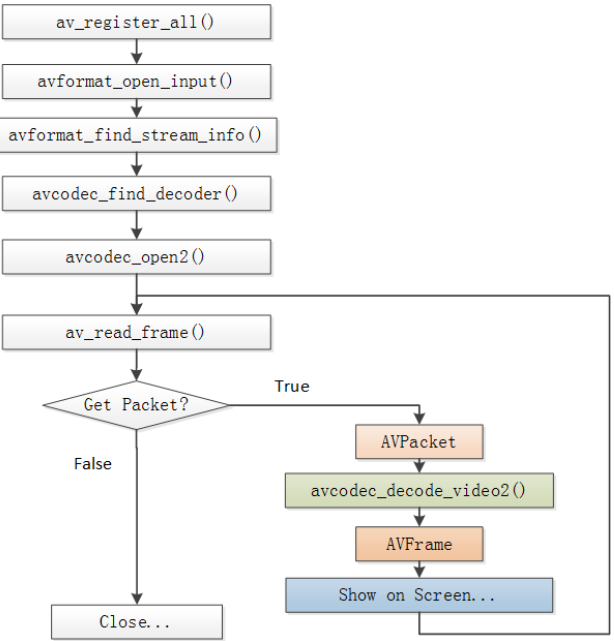 av_register_all()
avformat_open_input()
avformat_find_stream_info()
avcodec_find_decoder()
avcodec_open2()
av_read_frame()
Get Packet?
True
False
AVPacket
avcodec_decode_video2()
AVFrame
Show on Screen...
Close...